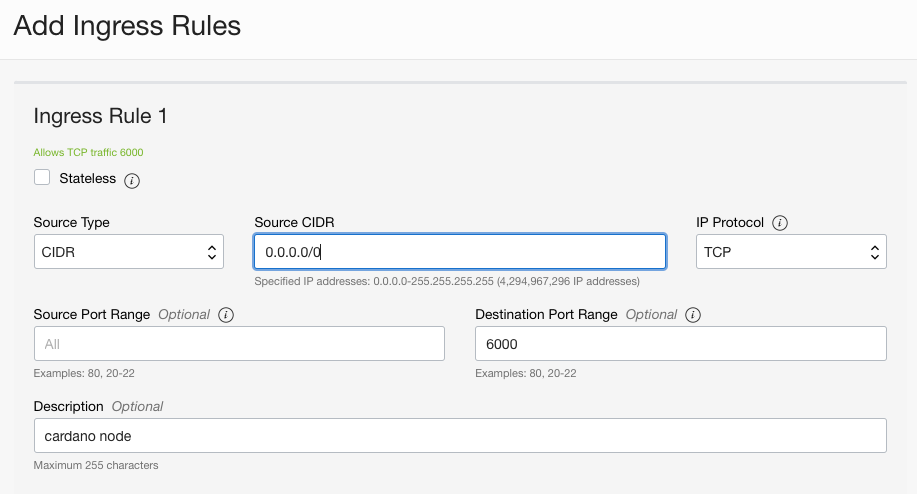 Add Ingress Rules
Ingress Rule 1
Allows TCP traffic 6000
Stateless i
Source Type
Source CIDR
IP Protocol i
CIDR
0.0.0.0/0
TCP
Specified IP addresses: 0.0.0.0-255.255.255.255 (4,294,967,296 IP addresses)
Source Port Range Optional i
Destination Port Range Optional i
All
6000
Examples: 80, 20-22
Examples: 80, 20-22
Description Optional
cardano node
Maximum 255 characters